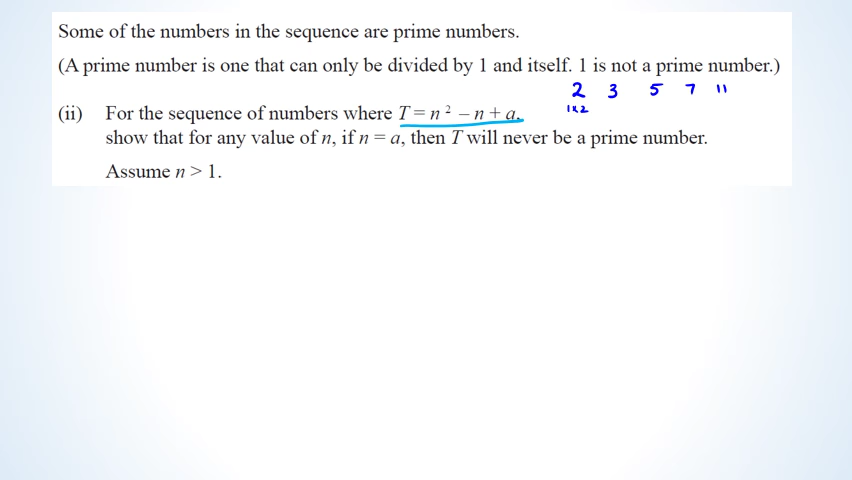 Some of the numbers in the sequence are prime numbers.
(A prime number is one that can only be divided by 1 and itself. 1 is not a prime number.)
2 3 5 7 11
1x2
(ii) For the sequence of numbers where T = n² – n + a,
show that for any value of n, if n = a, then T will never be a prime number.
Assume n > 1.